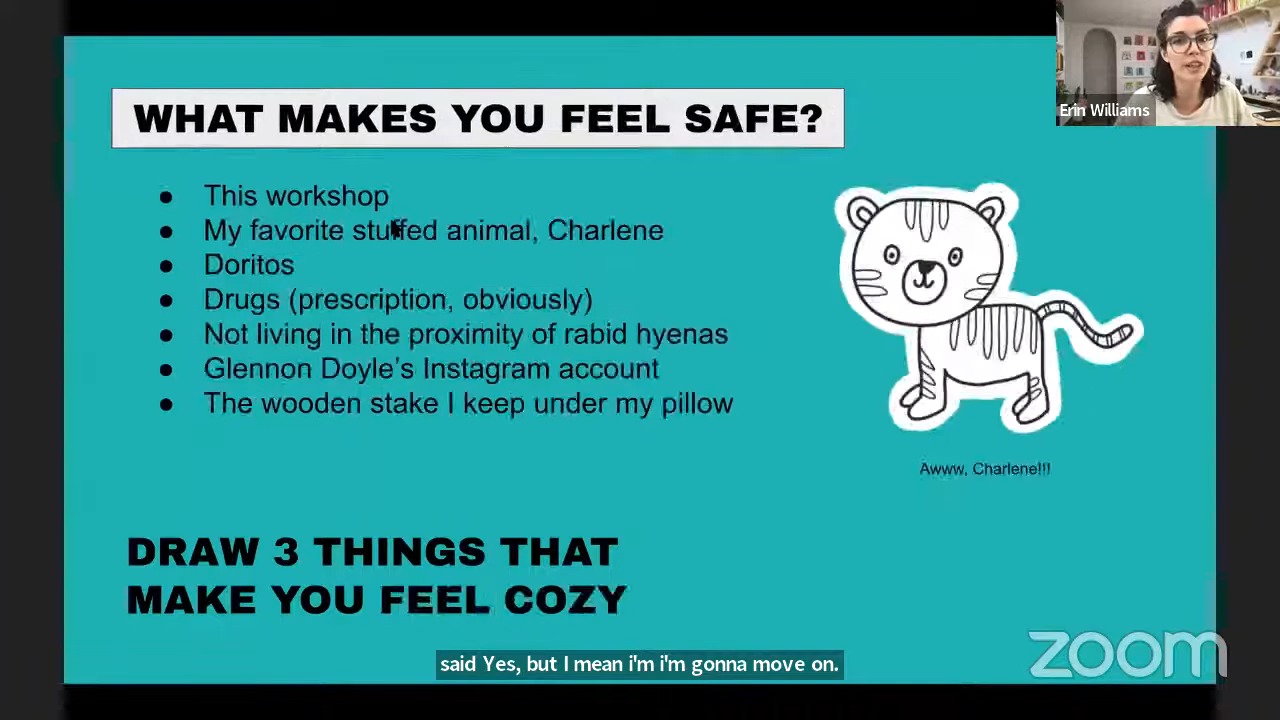 WHAT MAKES YOU FEEL SAFE?
Erin Williams
● This workshop
● My favorite stuffed animal, Charlene
● Doritos
● Drugs (prescription, obviously)
● Not living in the proximity of rabid hyenas
● Glennon Doyle's Instagram account
● The wooden stake I keep under my pillow
Awww, Charlene!!!
DRAW 3 THINGS THAT
MAKE YOU FEEL COZY
said Yes, but I mean i'm i'm gonna move on.
zoom